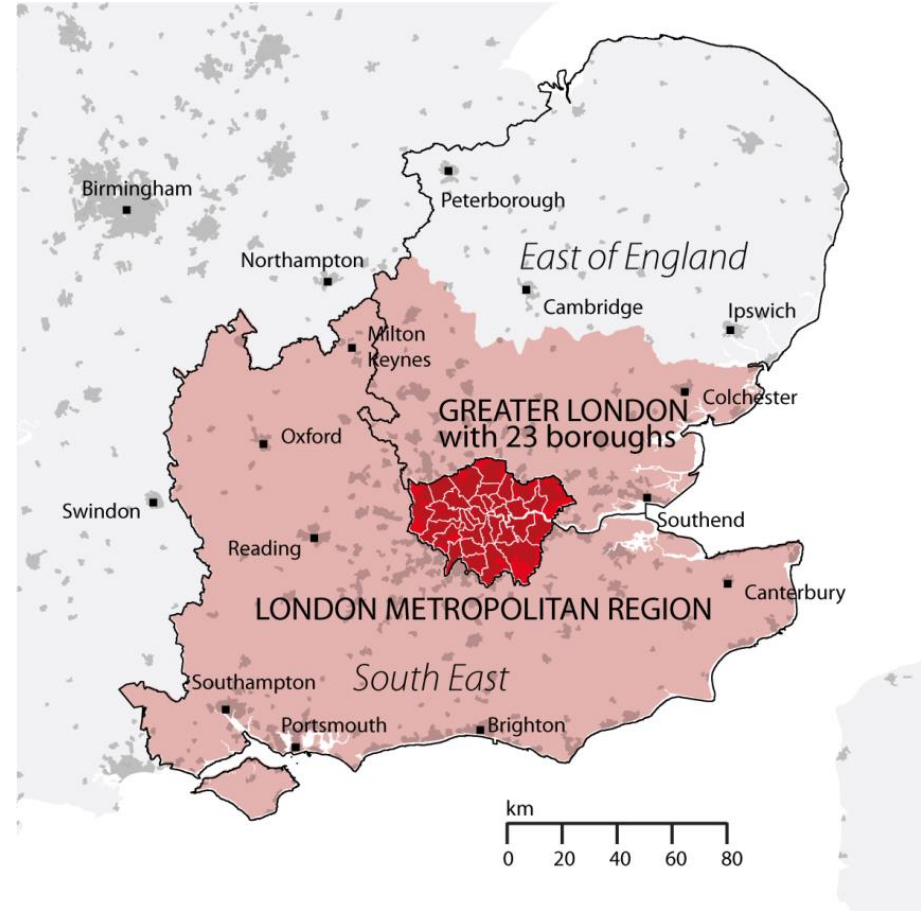 Birmingham
Peterborough
East of England
Northampton
Cambridge
Ipswich
Milton
Keynes
Colchester
GREATER LONDON
with 23 boroughs
Oxford
Swindon
Southend
Reading
Canterbury
LONDON METROPOLITAN REGION
South East
Southampton
Portsmouth
Brighton
km
0 20 40 60 80